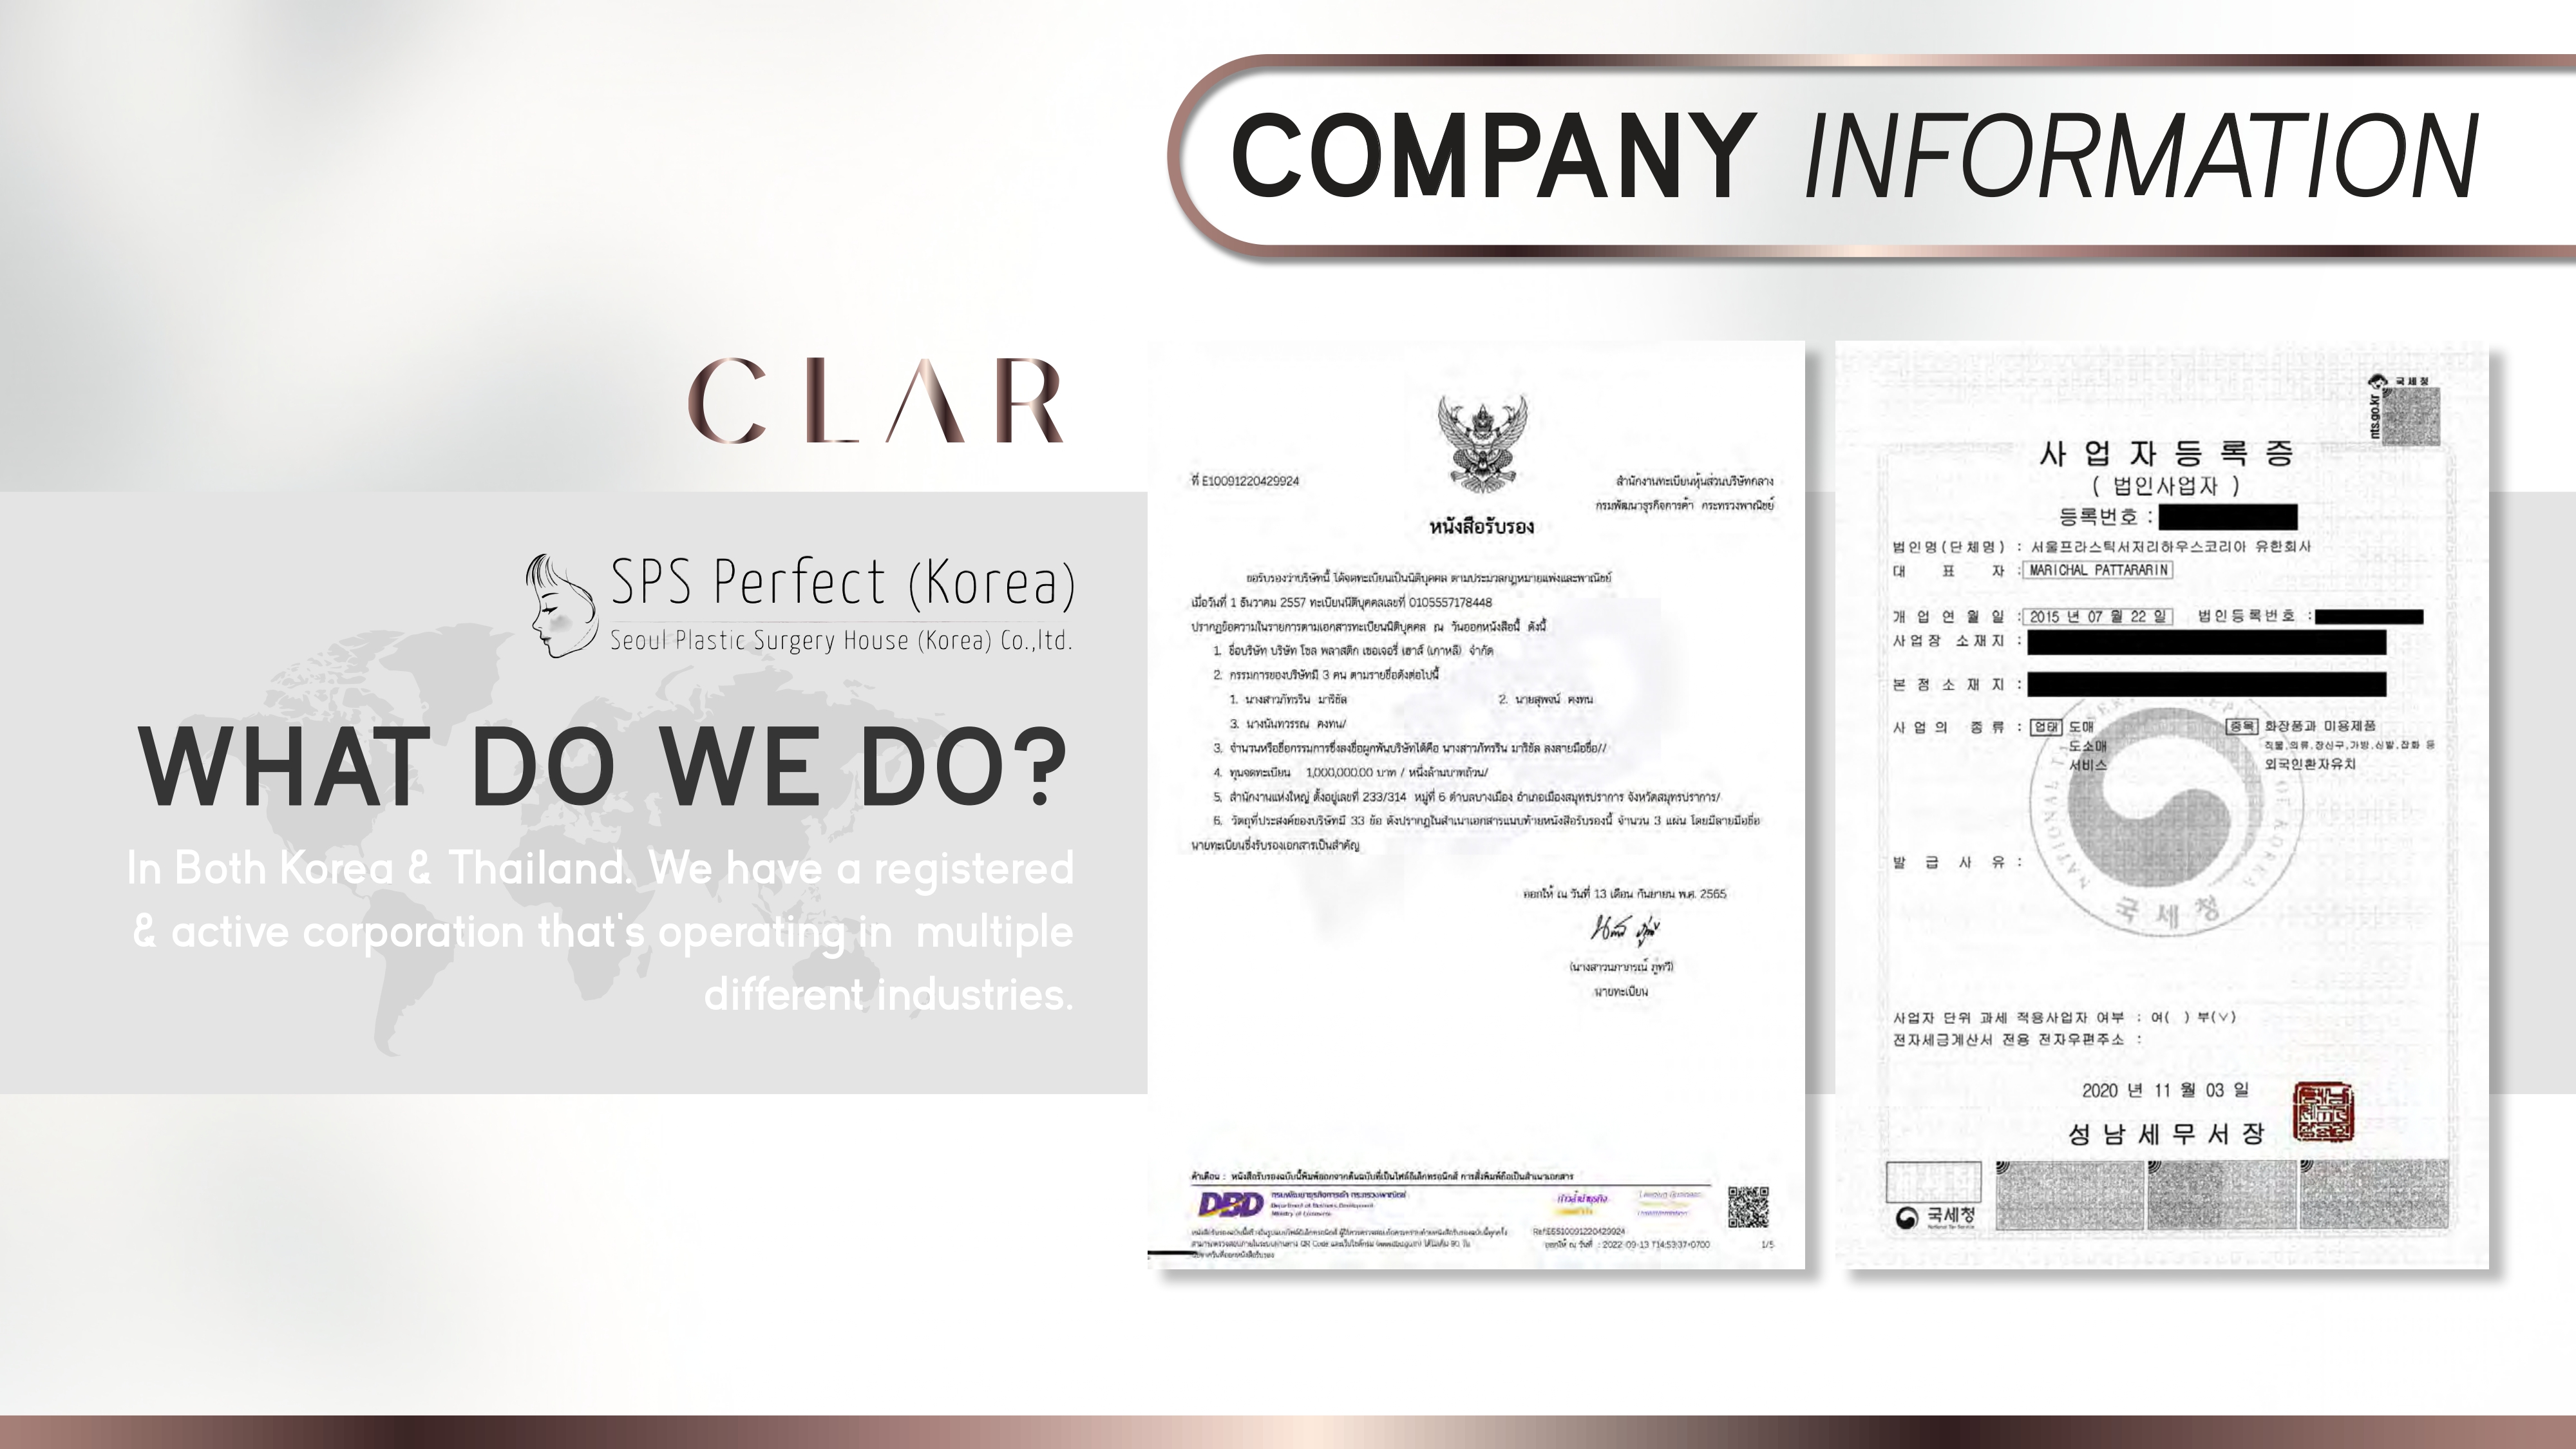 COMPANY INFORMATION
CLAR
SPS Perfect (Korea)
Seoul Plastic Surgery House (Korea) Co.,ltd.
WHAT DO WE DO?
In Both Korea & Thailand. We have a registered
& active corporation that's operating in multiple
different industries.
ที่ E10091220429924
สำนักงานทะเบียนหุ้นส่วนบริษัทกลาง
กรมพัฒนาธุรกิจการค้า กระทรวงพาณิชย์
หนังสือรับรอง
ขอรับรองว่าบริษัทนี้ ได้จดทะเบียนเป็นนิติบุคคล ตามประมวลกฎหมายแพ่งและพาณิชย์
เมื่อวันที่ 1 ธันวาคม 2557 ทะเบียนนิติบุคคลเลขที่ 0105557178448
ปรากฏข้อความในรายการตามเอกสารทะเบียนนิติบุคคล ณ วันออกหนังสือนี้ ดังนี้
1. ชื่อบริษัท บริษัท โซล พลาสติก เซอเจอรี่ เฮาส์ (เกาหลี) จำกัด
2. กรรมการของบริษัทมี 3 คน ตามรายชื่อดังต่อไปนี้
1. นางสาวภัทรริน มาริชัล 2. นายสุพจน์ คงทน
3. นางนันทวรรณ คงทน/
3. จำนวนหรือชื่อกรรมการซึ่งลงชื่อผูกพันบริษัทได้คือ นางสาวภัทรริน มาริชัล ลงลายมือชื่อ//
4. ทุนจดทะเบียน 1,000,000.00 บาท / หนึ่งล้านบาทถ้วน/
5. สำนักงานแห่งใหญ่ ตั้งอยู่เลขที่ 233/314 หมู่ที่ 6 ตำบลบางเมือง อำเภอเมืองสมุทรปราการ จังหวัดสมุทรปราการ/
6. วัตถุที่ประสงค์ของบริษัทมี 33 ข้อ ดังปรากฏในสำเนาเอกสารแนบท้ายหนังสือรับรองนี้ จำนวน 3 แผ่น โดยมีลายมือชื่อ
นายทะเบียนซึ่งรับรองเอกสารเป็นสำคัญ
ออกให้ ณ วันที่ 13 เดือน กันยายน พ.ศ. 2565
(นางสาวนภาภรณ์ ภู่ทวี)
นายทะเบียน
คำเตือน : หนังสือรับรองฉบับนี้พิมพ์ออกจากต้นฉบับที่เป็นไฟล์อิเล็กทรอนิกส์ การสั่งพิมพ์ถือเป็นสำเนาเอกสาร
DBD
กรมพัฒนาธุรกิจการค้า กระทรวงพาณิชย์
Department of Business Development
Ministry of Commerce
Ref:E6510091220429924
ออกให้ ณ วันที่ : 2022-09-13 T14:53:37+0700
1/5
국세청
nts.go.kr
사업자등록증
( 법인사업자 )
등록번호 :
법인명(단체명) : 서울프라스틱서저리하우스코리아 유한회사
대 표 자 : MARICHAL PATTARARIN
개 업 연 월 일 : 2015 년 07 월 22 일 법인등록번호 :
사업장 소재지 :
본 점 소 재 지 :
사 업 의 종 류 : 업태 도매 종목 화장품과 미용제품
도소매 직물,의류,장신구,가방,신발,잡화 등
서비스 외국인환자유치
발 급 사 유 :
국세청
사업자 단위 과세 적용사업자 여부 : 여( ) 부(∨)
전자세금계산서 전용 전자우편주소 :
2020 년 11 월 03 일
성남세무서장
국세청
National Tax Service